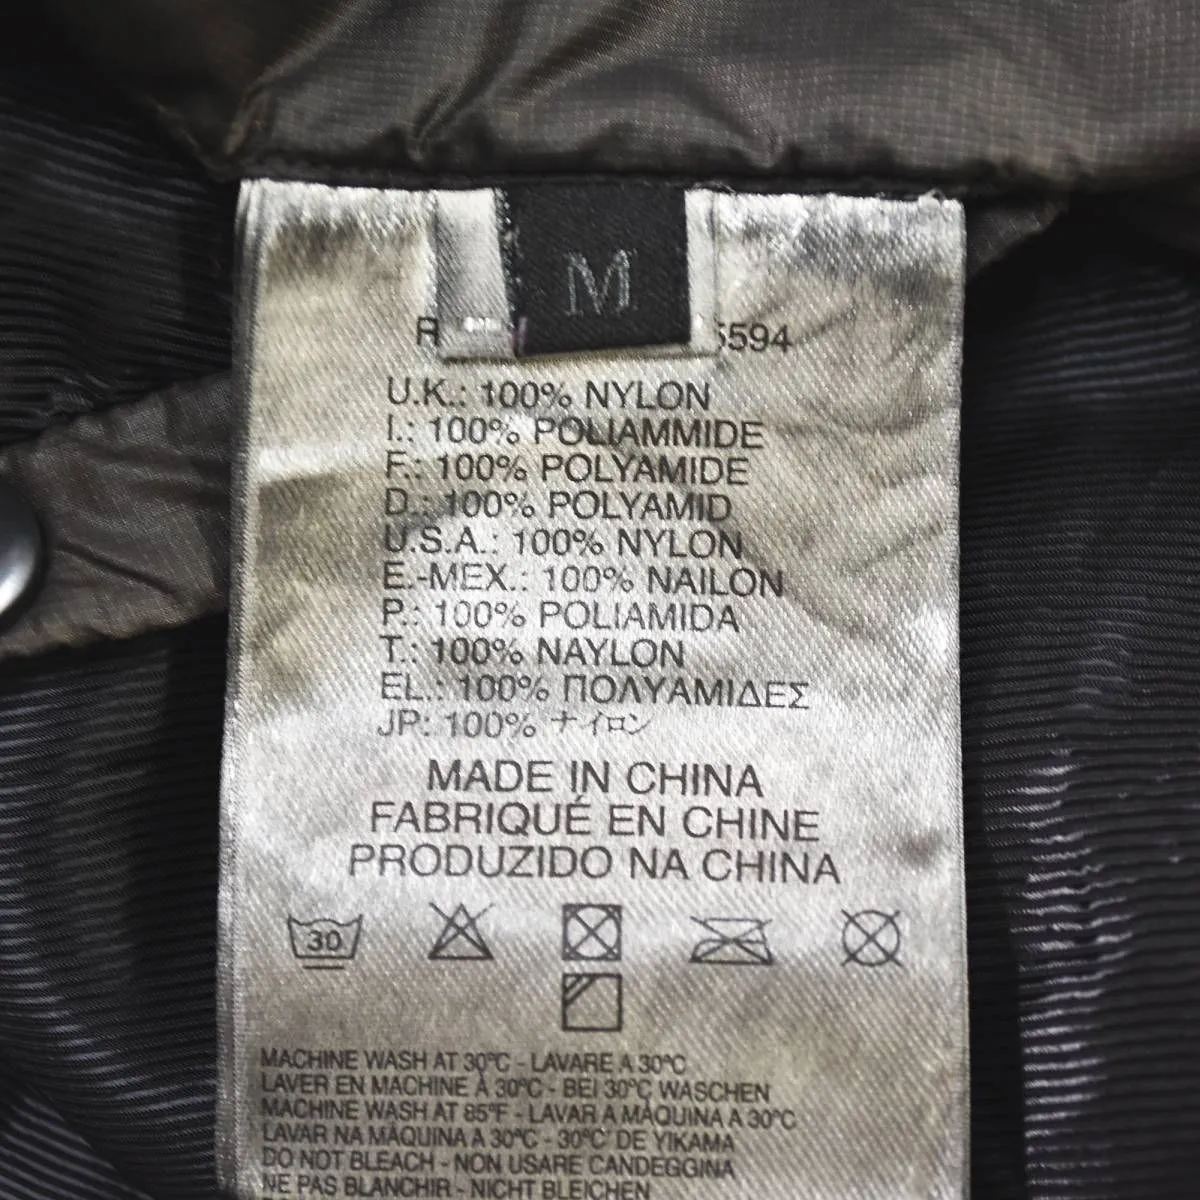 M
5594
U.K.: 100% NYLON
I.: 100% POLIAMMIDE
F.: 100% POLYAMIDE
D.: 100% POLYAMID
U.S.A.: 100% NYLON
E.-MEX.: 100% NAILON
P.: 100% POLIAMIDA
T.: 100% NAYLON
EL.: 100% ΠΟΛΥΑΜΙΔΕΣ
JP: 100% ナイロン
MADE IN CHINA
FABRIQUÉ EN CHINE
PRODUZIDO NA CHINA
30
MACHINE WASH AT 30°C - LAVARE A 30°C
LAVER EN MACHINE À 30°C - BEI 30°C WASCHEN
MACHINE WASH AT 85°F - LAVAR A MÁQUINA A 30°C
LAVAR NA MÁQUINA A 30°C - 30°C' DE YIKAMA
DO NOT BLEACH - NON USARE CANDEGGINA
NE PAS BLANCHIR - NICHT BLEICHEN